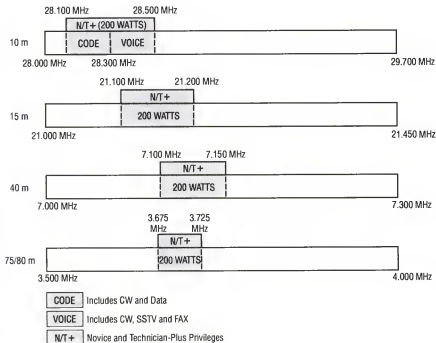 28.100 MHz 28.500 MHz
N/T+ (200 WATTS)
10 m CODE VOICE
28.000 MHz 28.300 MHz 29.700 MHz
21.100 MHz 21.200 MHz
N/T+
15 m 200 WATTS
21.000 MHz 21.450 MHz
7.100 MHz 7.150 MHz
N/T+
40 m 200 WATTS
7.000 MHz 7.300 MHz
3.675 3.725
MHz MHz
N/T+
75/80 m 200 WATTS
3.500 MHz 4.000 MHz
CODE Includes CW and Data
VOICE Includes CW, SSTV and FAX
N/T+ Novice and Technician-Plus Privileges